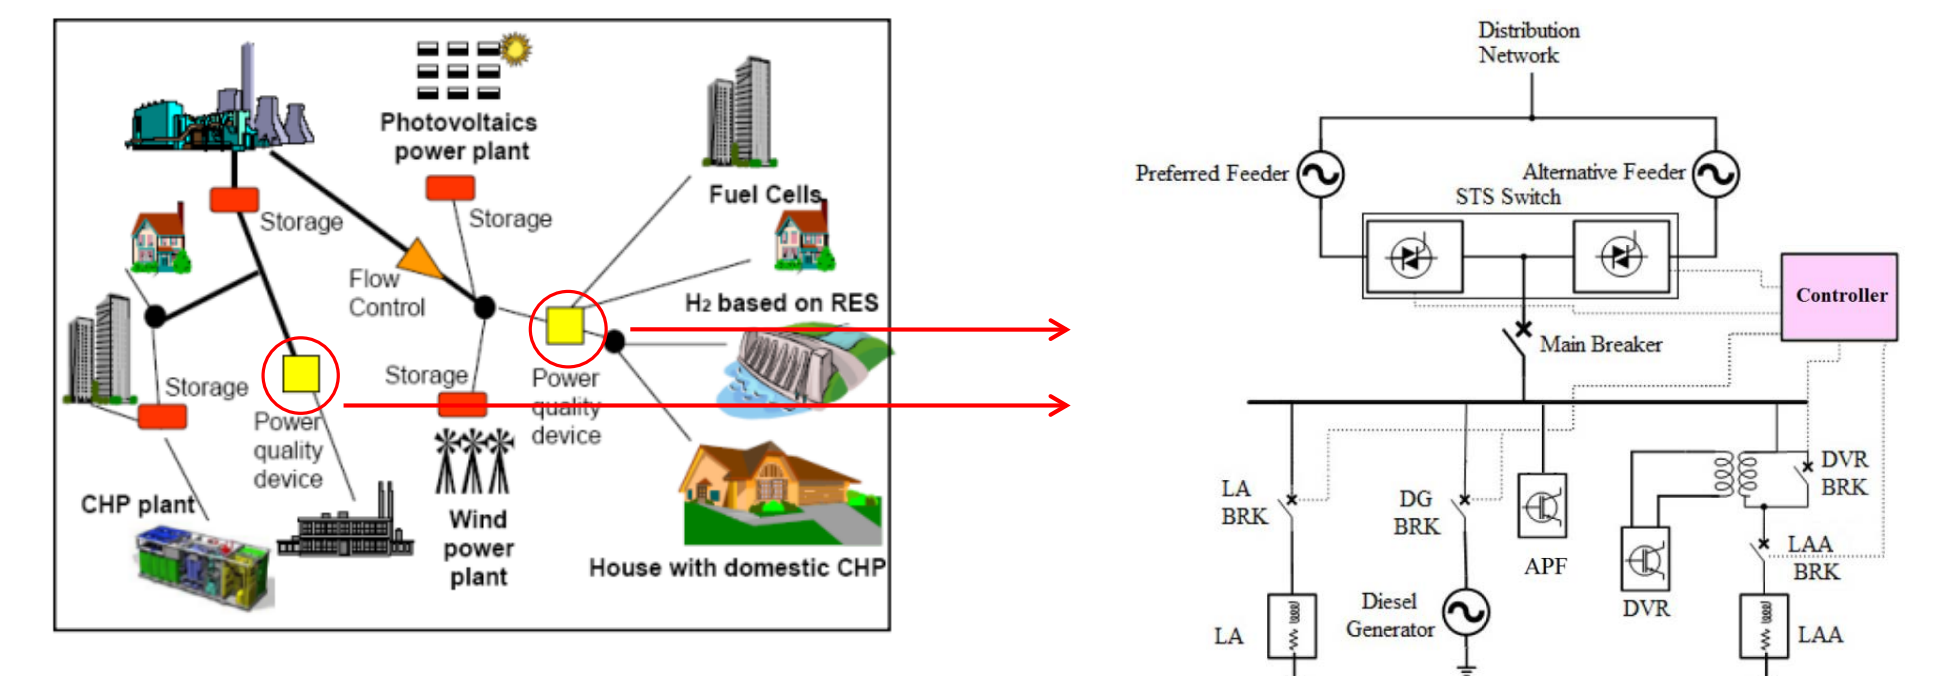 Photovoltaics
power plant
Storage
Storage
Fuel Cells
Flow
Control
H2 based on RES
Storage
Storage
Power
quality
device
Power
quality
device
CHP plant
Wind
power
plant
House with domestic CHP
Distribution
Network
Preferred Feeder
Alternative Feeder
STS Switch
Controller
Main Breaker
LA
BRK
DG
BRK
DVR
BRK
LAA
BRK
APF
DVR
Diesel
Generator
LA
LAA